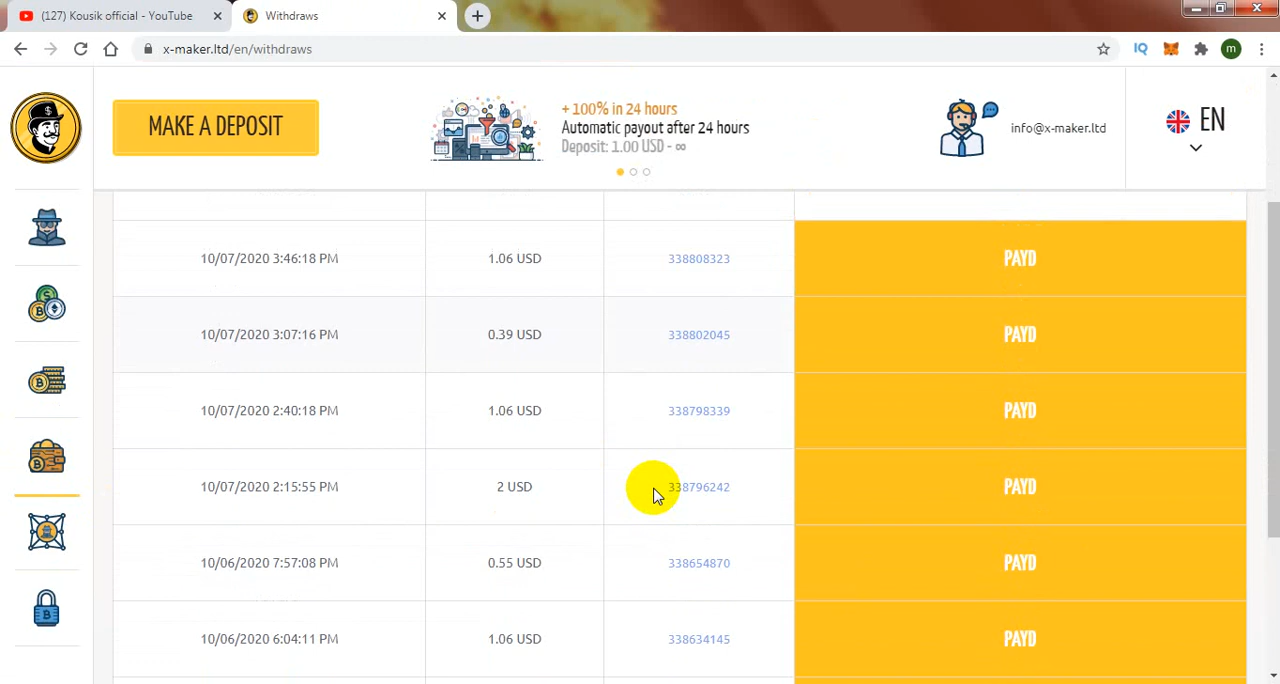 (127) Kousik official - YouTube
Withdraws
x-maker.ltd/en/withdraws
IQ
m
MAKE A DEPOSIT
+ 100% in 24 hours
Automatic payout after 24 hours
Deposit: 1.00 USD - ∞
info@x-maker.ltd
EN
10/07/2020 3:46:18 PM 1.06 USD 338808323 PAYD
10/07/2020 3:07:16 PM 0.39 USD 338802045 PAYD
10/07/2020 2:40:18 PM 1.06 USD 338798339 PAYD
10/07/2020 2:15:55 PM 2 USD 338796242 PAYD
10/06/2020 7:57:08 PM 0.55 USD 338654870 PAYD
10/06/2020 6:04:11 PM 1.06 USD 338634145 PAYD